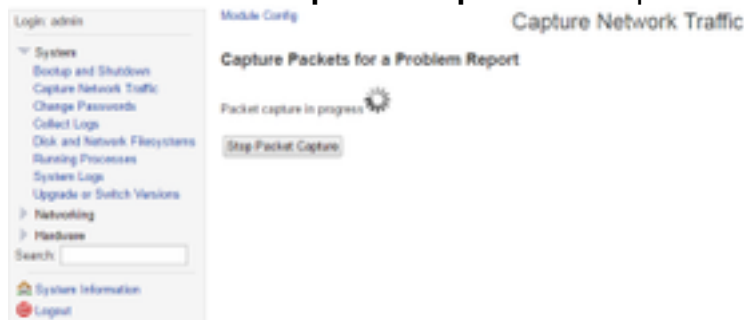 Login: admin
System
Bootup and Shutdown
Capture Network Traffic
Change Passwords
Collect Logs
Disk and Network Filesystems
Running Processes
System Logs
Upgrade or Switch Versions
Networking
Hardware
Search:
System Information
Logout
Module Config
Capture Network Traffic
Capture Packets for a Problem Report
Packet capture in progress
Stop Packet Capture